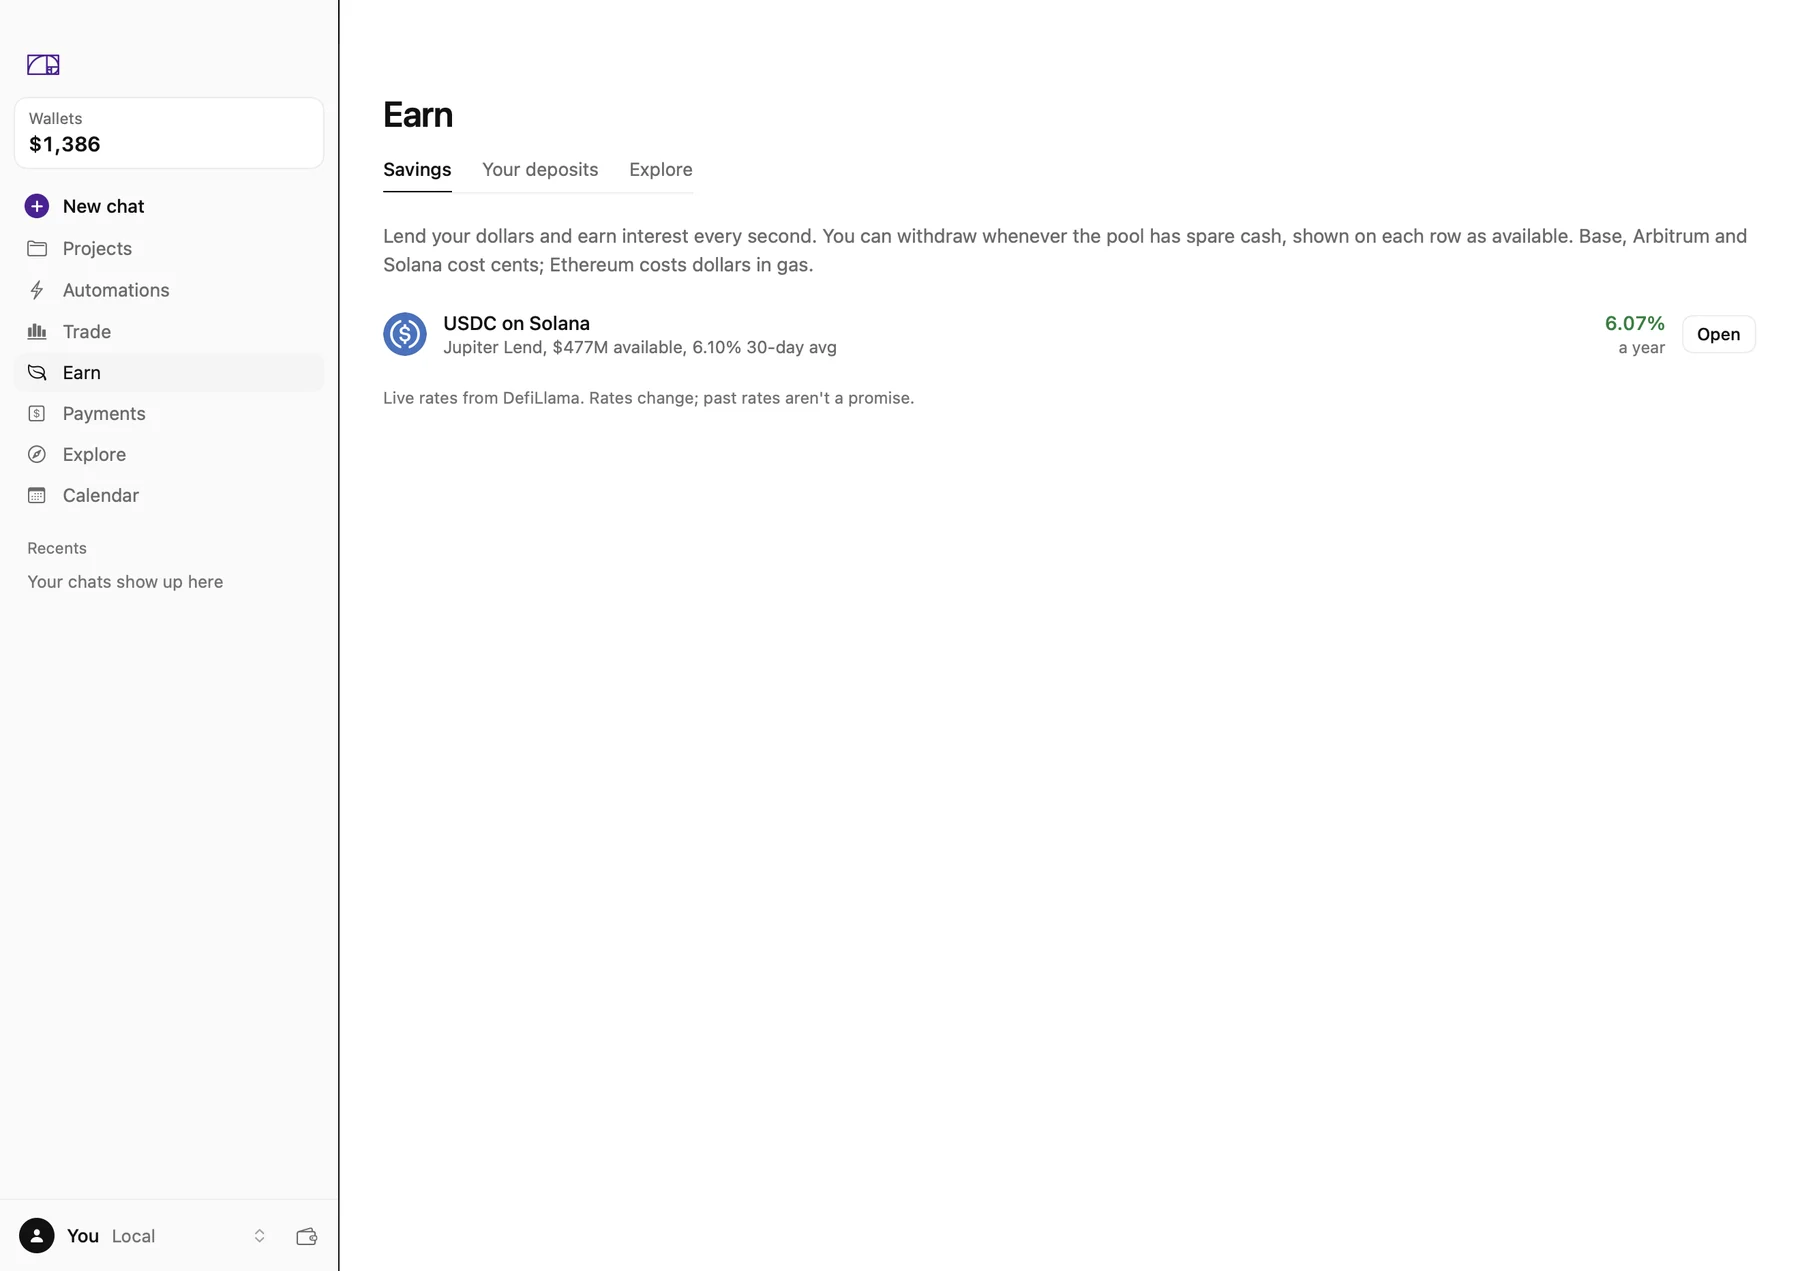 Wallets
$1,386
New chat
Projects
Automations
Trade
Earn
Payments
Explore
Calendar
Recents
Your chats show up here
You Local
Earn
Savings Your deposits Explore
Lend your dollars and earn interest every second. You can withdraw whenever the pool has spare cash, shown on each row as available. Base, Arbitrum and
Solana cost cents; Ethereum costs dollars in gas.
USDC on Solana
Jupiter Lend, $477M available, 6.10% 30-day avg
6.07%
a year
Open
Live rates from DefiLlama. Rates change; past rates aren't a promise.